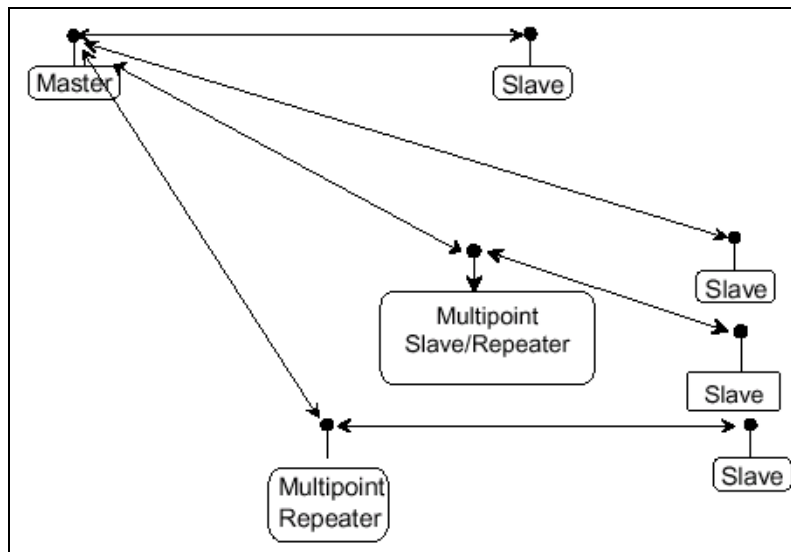 Master
Slave
Slave
Multipoint
Slave/Repeater
Slave
Slave
Multipoint
Repeater